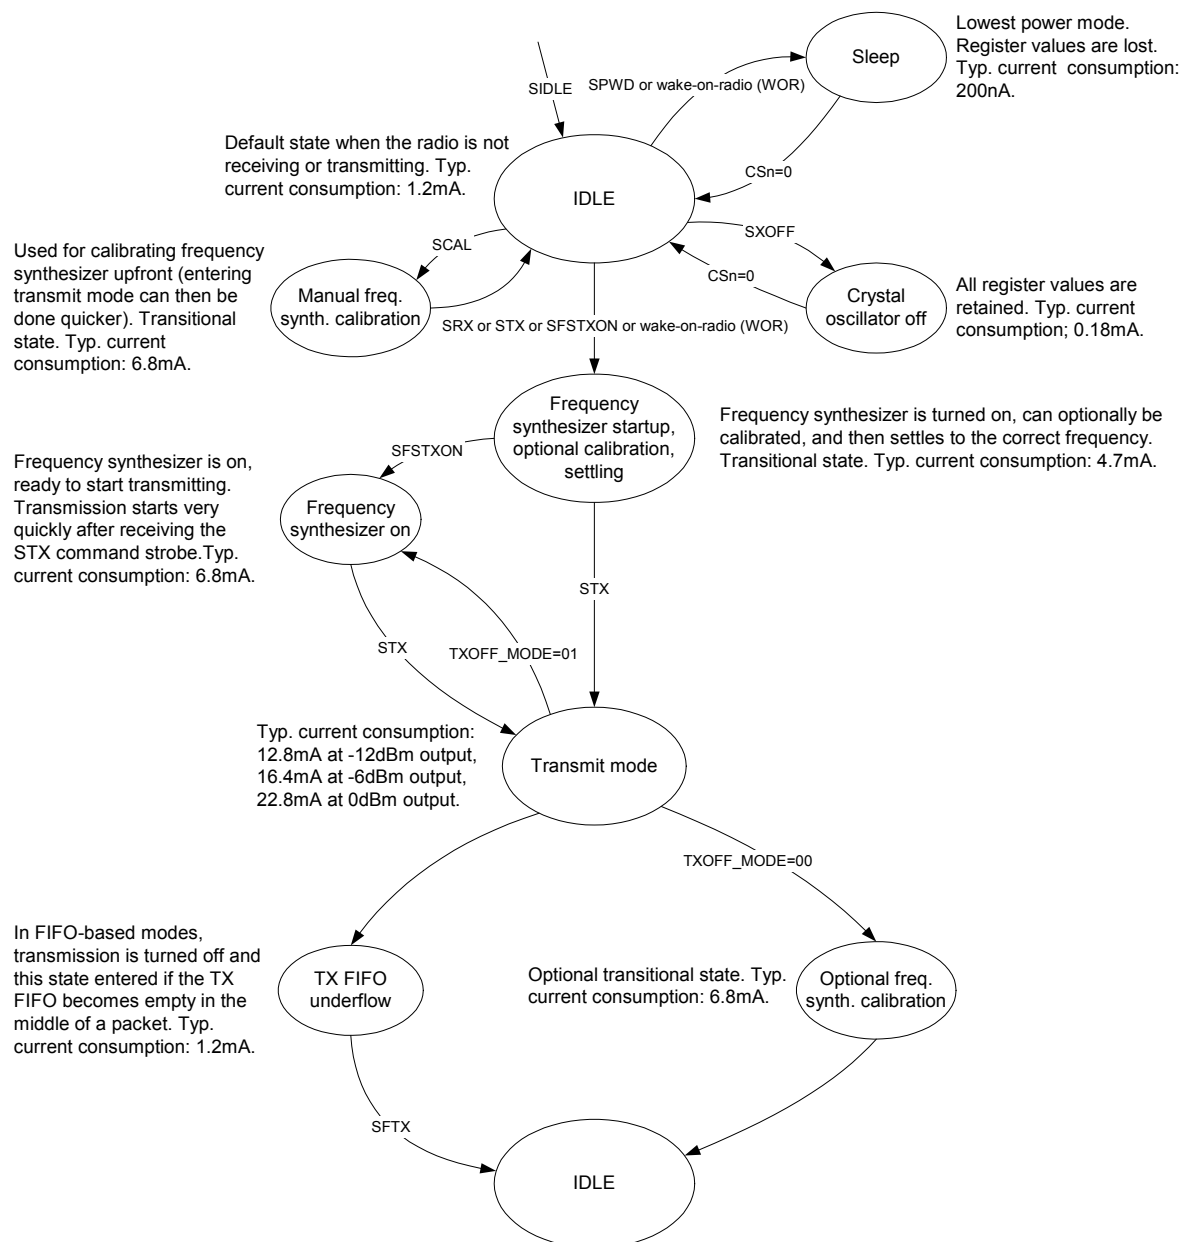 Lowest power mode.
Register values are lost.
Typ. current consumption:
200nA.
Sleep
SPWD or wake-on-radio (WOR)
SIDLE
Default state when the radio is not
receiving or transmitting. Typ.
current consumption: 1.2mA.
CSn=0
IDLE
SXOFF
SCAL
CSn=0
Used for calibrating frequency
synthesizer upfront (entering
transmit mode can then be
done quicker). Transitional
state. Typ. current
consumption: 6.8mA.
Manual freq.
synth. calibration
Crystal
oscillator off
All register values are
retained. Typ. current
consumption; 0.18mA.
SRX or STX or SFSTXON or wake-on-radio (WOR)
Frequency
synthesizer startup,
optional calibration,
settling
Frequency synthesizer is turned on, can optionally be
calibrated, and then settles to the correct frequency.
Transitional state. Typ. current consumption: 4.7mA.
SFSTXON
Frequency synthesizer is on,
ready to start transmitting.
Transmission starts very
quickly after receiving the
STX command strobe.Typ.
current consumption: 6.8mA.
Frequency
synthesizer on
STX
STX
TXOFF_MODE=01
Typ. current consumption:
12.8mA at -12dBm output,
16.4mA at -6dBm output,
22.8mA at 0dBm output.
Transmit mode
TXOFF_MODE=00
In FIFO-based modes,
transmission is turned off and
this state entered if the TX
FIFO becomes empty in the
middle of a packet. Typ.
current consumption: 1.2mA.
TX FIFO
underflow
Optional transitional state. Typ.
current consumption: 6.8mA.
Optional freq.
synth. calibration
SFTX
IDLE